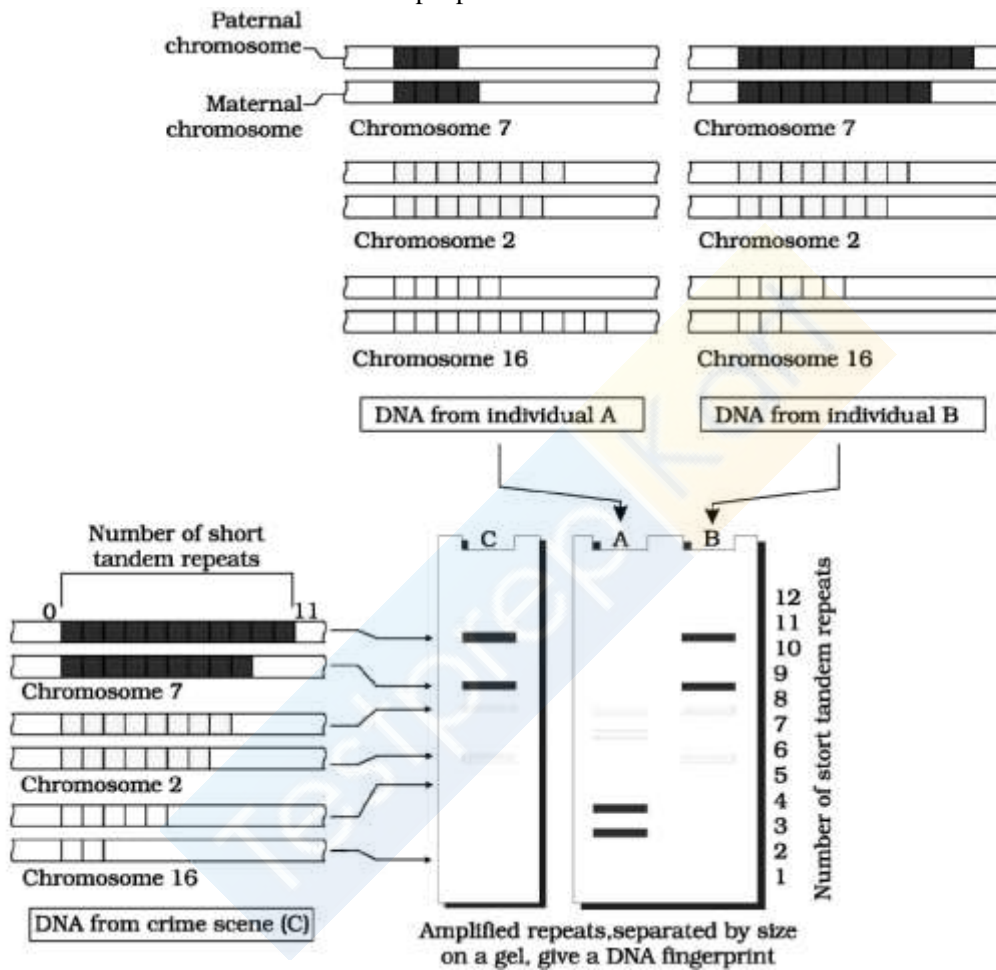 Paternal
chromosome
Maternal
chromosome
Chromosome 7
Chromosome 7
Chromosome 2
Chromosome 2
Chromosome 16
Chromosome 16
DNA from individual A
DNA from individual B
Number of short
tandem repeats
0
11
Chromosome 7
Chromosome 2
Chromosome 16
DNA from crime scene (C)
C
A
B
12
11
10
9
8
7
6
5
4
3
2
1
Number of stort tandem repeats
Amplified repeats,separated by size
on a gel, give a DNA fingerprint
Testprep Kart